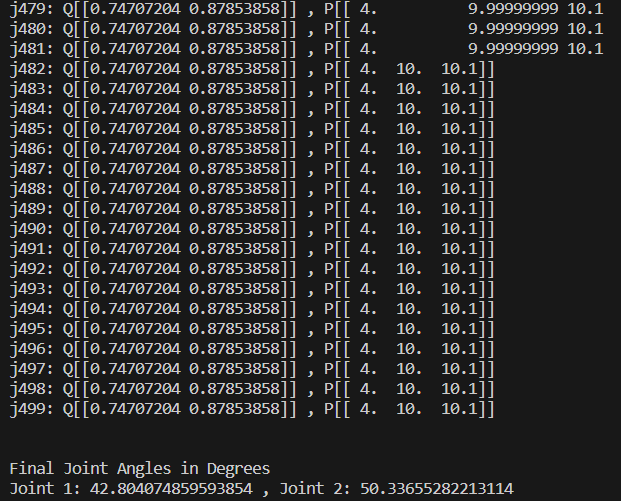 j479: Q[[0.74707204 0.87853858]] , P[[ 4.          9.99999999 10.1
j480: Q[[0.74707204 0.87853858]] , P[[ 4.          9.99999999 10.1
j481: Q[[0.74707204 0.87853858]] , P[[ 4.          9.99999999 10.1
j482: Q[[0.74707204 0.87853858]] , P[[ 4.  10.  10.1]]
j483: Q[[0.74707204 0.87853858]] , P[[ 4.  10.  10.1]]
j484: Q[[0.74707204 0.87853858]] , P[[ 4.  10.  10.1]]
j485: Q[[0.74707204 0.87853858]] , P[[ 4.  10.  10.1]]
j486: Q[[0.74707204 0.87853858]] , P[[ 4.  10.  10.1]]
j487: Q[[0.74707204 0.87853858]] , P[[ 4.  10.  10.1]]
j488: Q[[0.74707204 0.87853858]] , P[[ 4.  10.  10.1]]
j489: Q[[0.74707204 0.87853858]] , P[[ 4.  10.  10.1]]
j490: Q[[0.74707204 0.87853858]] , P[[ 4.  10.  10.1]]
j491: Q[[0.74707204 0.87853858]] , P[[ 4.  10.  10.1]]
j492: Q[[0.74707204 0.87853858]] , P[[ 4.  10.  10.1]]
j493: Q[[0.74707204 0.87853858]] , P[[ 4.  10.  10.1]]
j494: Q[[0.74707204 0.87853858]] , P[[ 4.  10.  10.1]]
j495: Q[[0.74707204 0.87853858]] , P[[ 4.  10.  10.1]]
j496: Q[[0.74707204 0.87853858]] , P[[ 4.  10.  10.1]]
j497: Q[[0.74707204 0.87853858]] , P[[ 4.  10.  10.1]]
j498: Q[[0.74707204 0.87853858]] , P[[ 4.  10.  10.1]]
j499: Q[[0.74707204 0.87853858]] , P[[ 4.  10.  10.1]]
Final Joint Angles in Degrees
Joint 1: 42.804074859593854 , Joint 2: 50.33655282213114